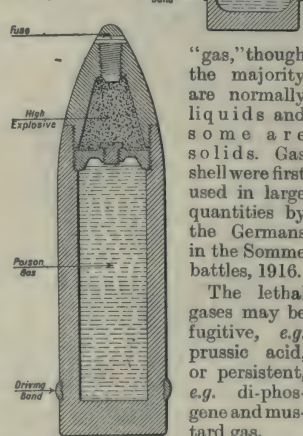 Band
Fuse
High
Explosive
Poison
Gas
Driving
Band
"gas," though
the majority
are normally
liquids and
some are
solids. Gas
shell were first
used in large
quantities by
the Germans
in the Somme
battles, 1916.
The lethal
gases may be
fugitive, e.g.
prussic acid,
or persistent,
e.g. di-phos-
gene and mus-
tard gas.